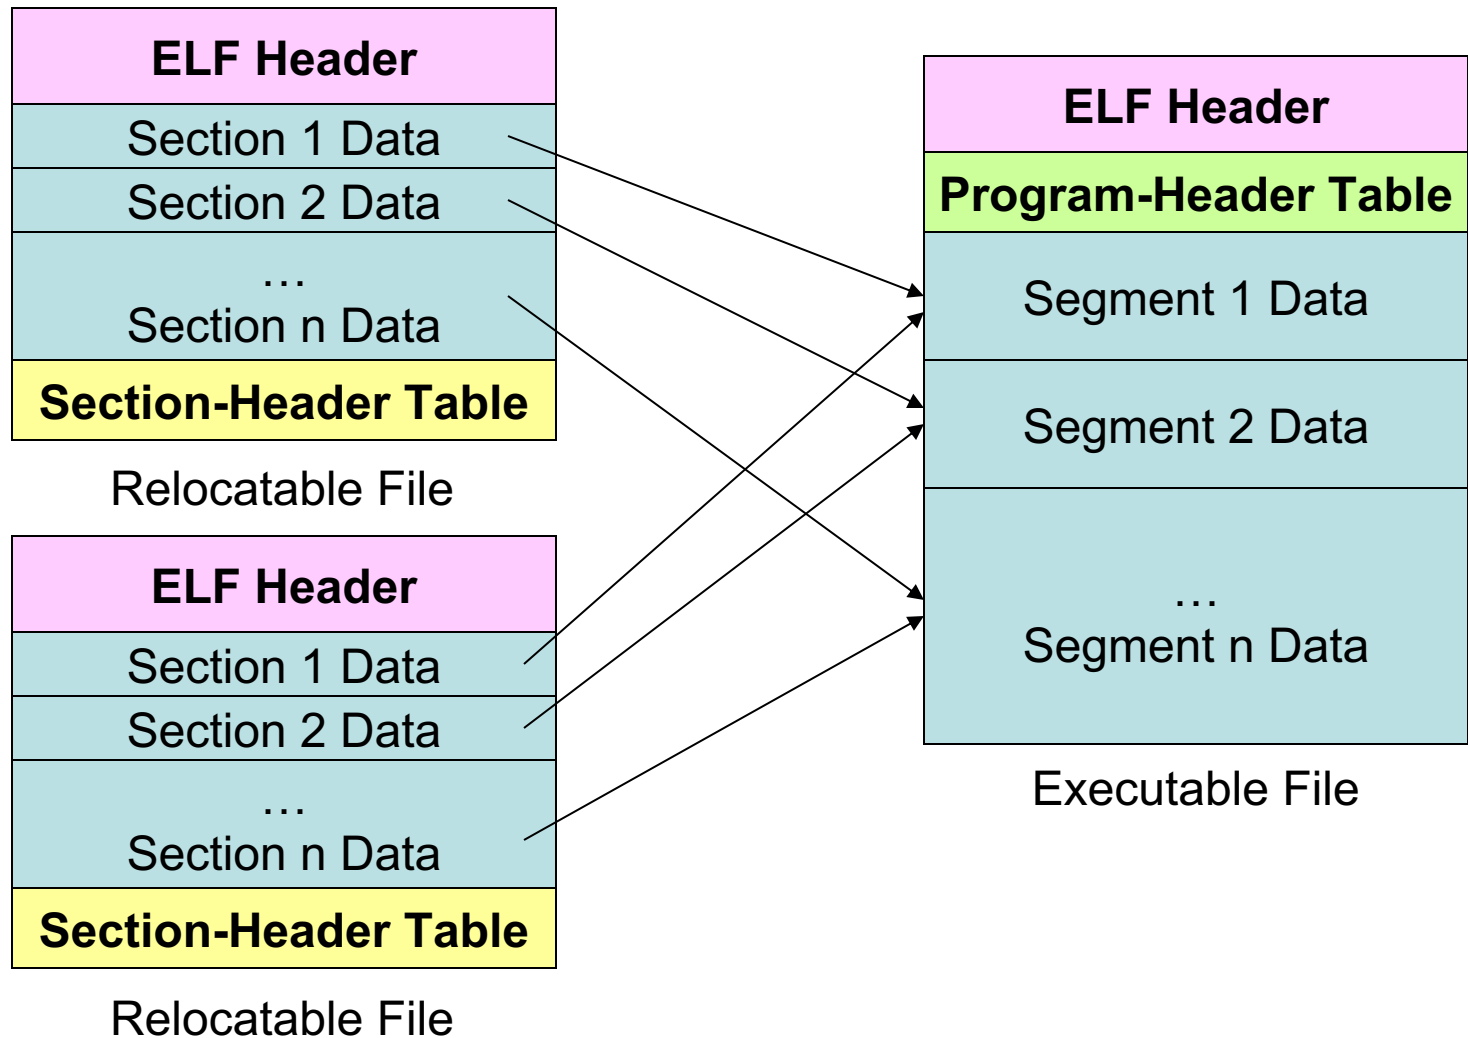 ELF Header
Section 1 Data
Section 2 Data
…
Section n Data
Section-Header Table
Relocatable File
ELF Header
Section 1 Data
Section 2 Data
…
Section n Data
Section-Header Table
Relocatable File
ELF Header
Program-Header Table
Segment 1 Data
Segment 2 Data
…
Segment n Data
Executable File